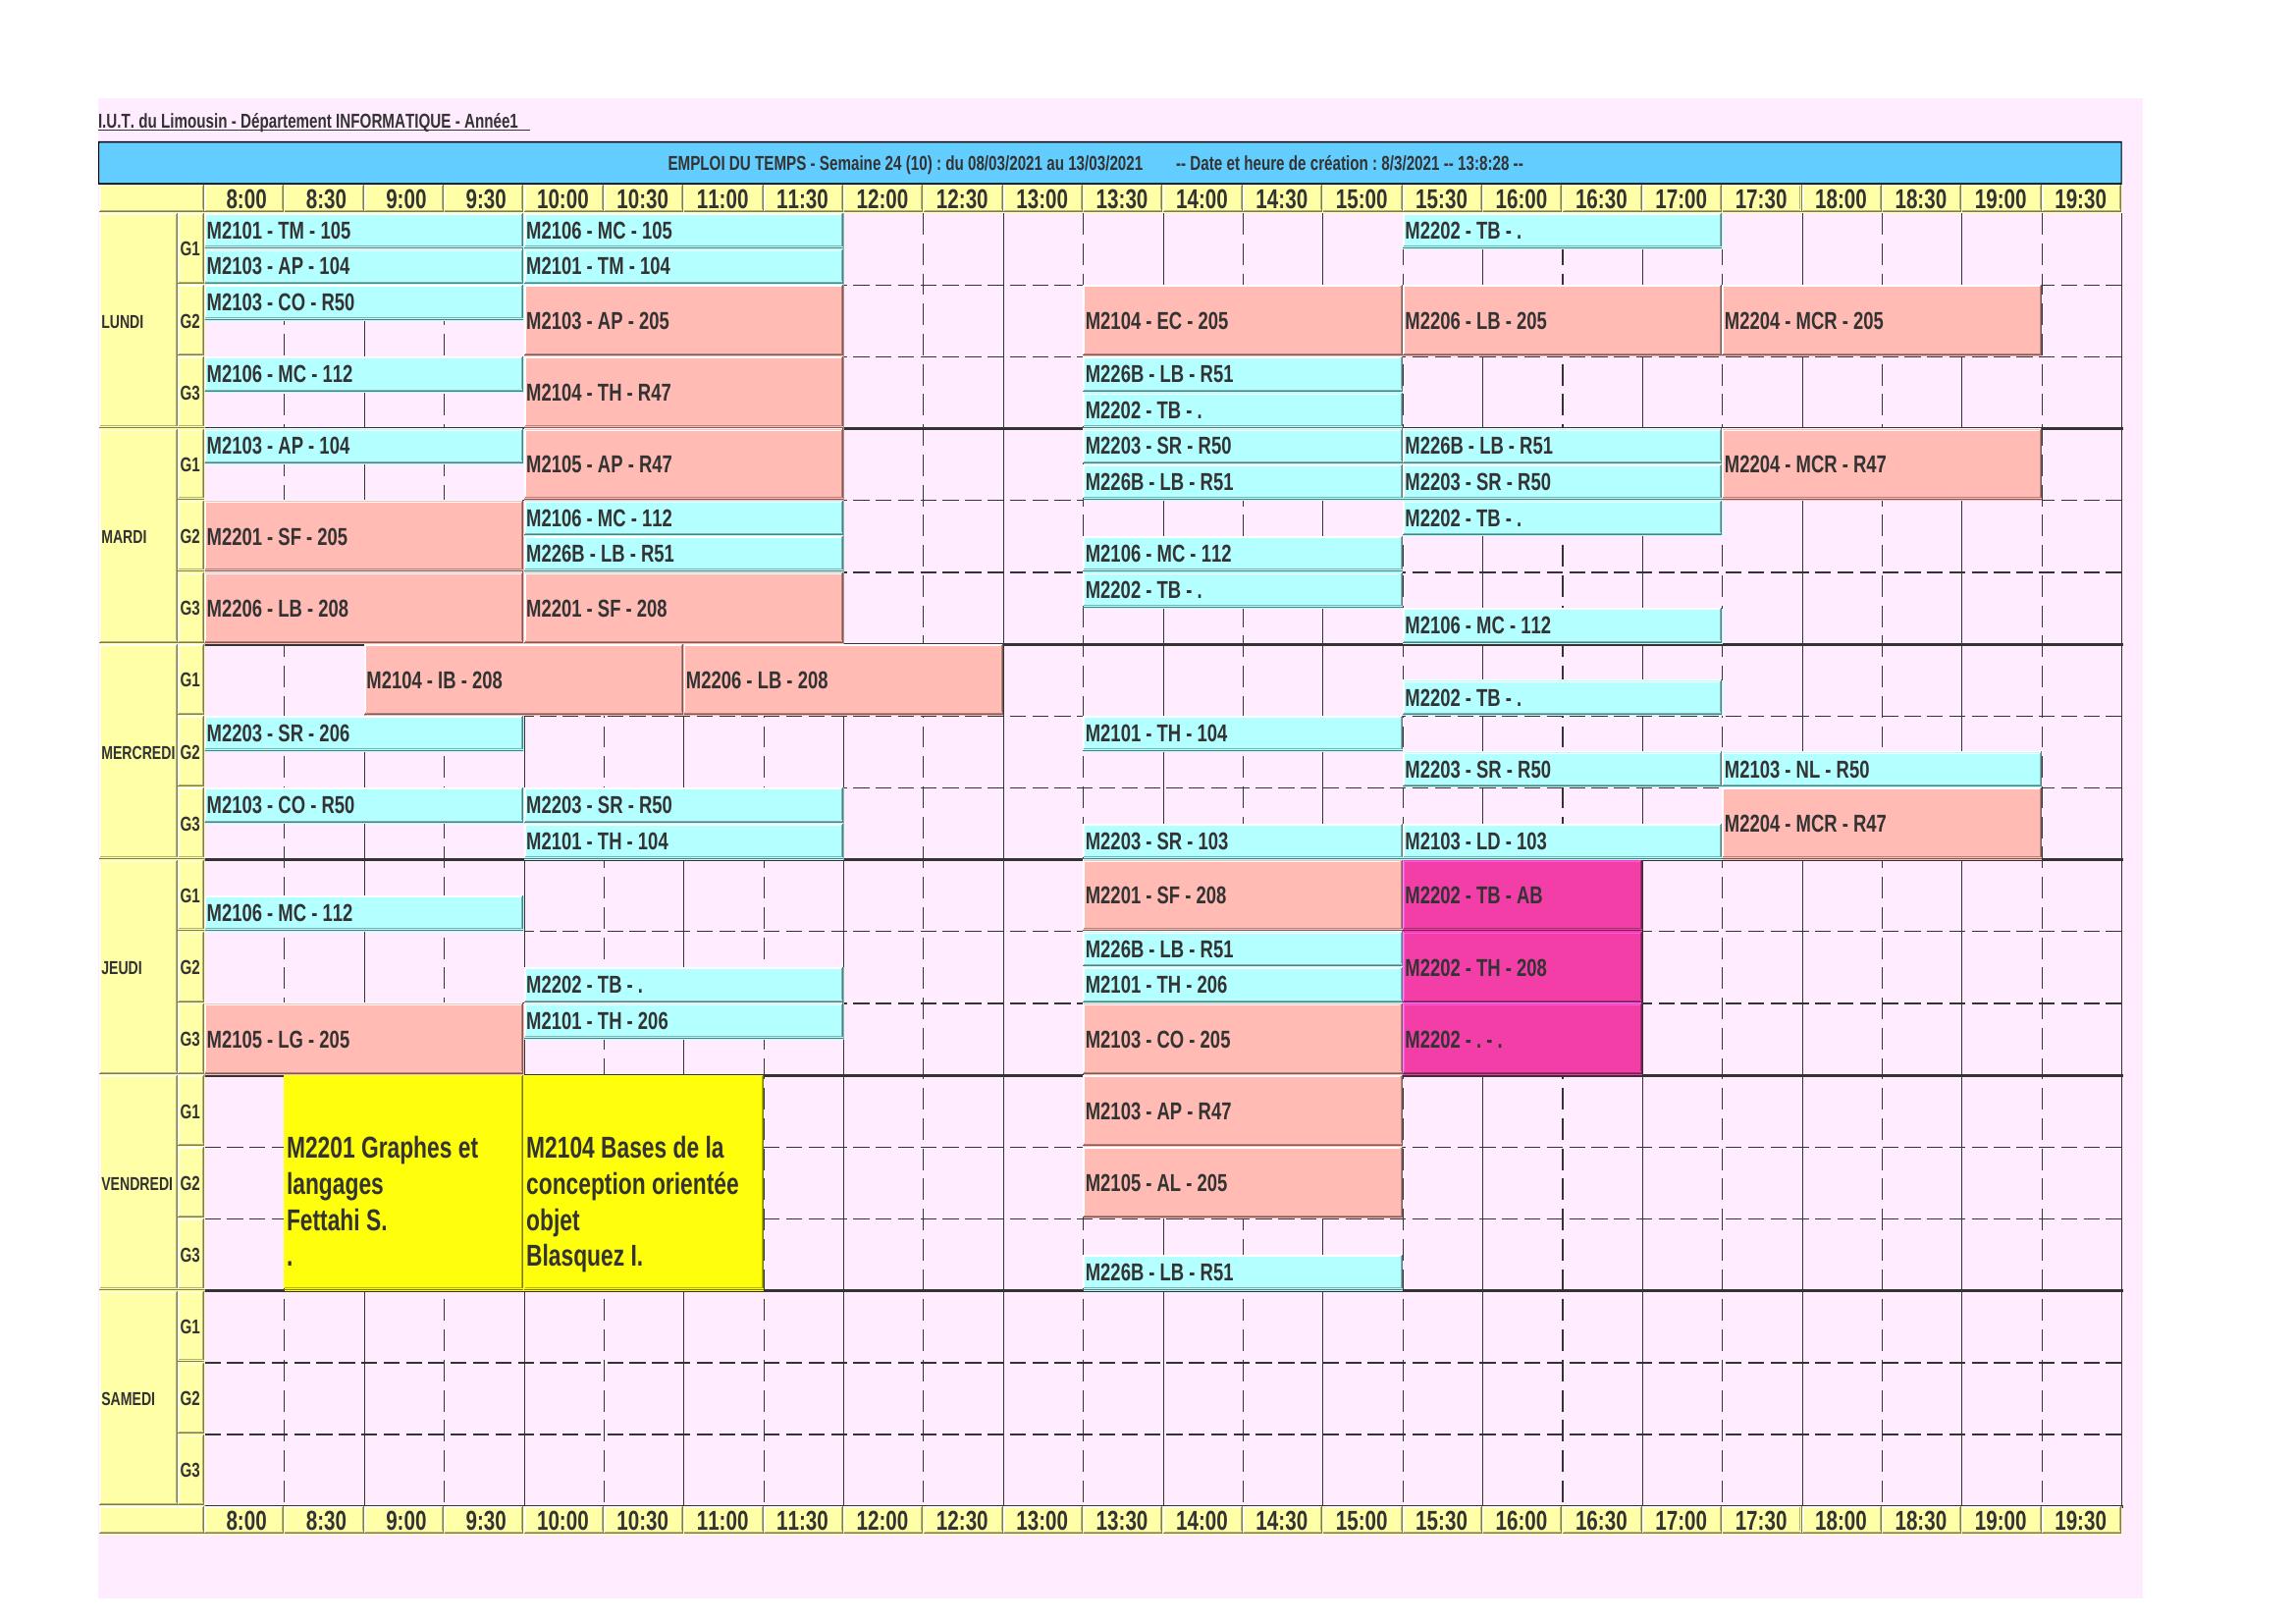 I.U.T. du Limousin - Département INFORMATIQUE - Année1
EMPLOI DU TEMPS - Semaine 24 (10) : du 08/03/2021 au 13/03/2021 -- Date et heure de création : 8/3/2021 -- 13:8:28 --
8:00 8:30 9:00 9:30 10:00 10:30 11:00 11:30 12:00 12:30 13:00 13:30 14:00 14:30 15:00 15:30 16:00 16:30 17:00 17:30 18:00 18:30 19:00 19:30
LUNDI
G1
M2101 - TM - 105 M2106 - MC - 105 M2202 - TB - .
M2103 - AP - 104 M2101 - TM - 104
G2
M2103 - CO - R50 M2103 - AP - 205 M2104 - EC - 205 M2206 - LB - 205 M2204 - MCR - 205
G3
M2106 - MC - 112 M2104 - TH - R47 M226B - LB - R51
M2202 - TB - .
MARDI
G1
M2103 - AP - 104 M2105 - AP - R47 M2203 - SR - R50 M226B - LB - R51 M2204 - MCR - R47
M226B - LB - R51 M2203 - SR - R50
G2
M2201 - SF - 205 M2106 - MC - 112 M2202 - TB - .
M226B - LB - R51 M2106 - MC - 112
G3
M2206 - LB - 208 M2201 - SF - 208 M2202 - TB - .
M2106 - MC - 112
MERCREDI
G1
M2104 - IB - 208 M2206 - LB - 208
M2202 - TB - .
G2
M2203 - SR - 206 M2101 - TH - 104
M2203 - SR - R50 M2103 - NL - R50
G3
M2103 - CO - R50 M2203 - SR - R50 M2204 - MCR - R47
M2101 - TH - 104 M2203 - SR - 103 M2103 - LD - 103
JEUDI
G1
M2201 - SF - 208 M2202 - TB - AB
M2106 - MC - 112
G2
M226B - LB - R51 M2202 - TH - 208
M2202 - TB - . M2101 - TH - 206
G3
M2105 - LG - 205 M2101 - TH - 206 M2103 - CO - 205 M2202 - . - .
VENDREDI
G1
M2103 - AP - R47
G2
M2105 - AL - 205
G3
M226B - LB - R51
M2201 Graphes et
langages
Fettahi S.
.
M2104 Bases de la
conception orientée
objet
Blasquez I.
SAMEDI
G1
G2
G3
8:00 8:30 9:00 9:30 10:00 10:30 11:00 11:30 12:00 12:30 13:00 13:30 14:00 14:30 15:00 15:30 16:00 16:30 17:00 17:30 18:00 18:30 19:00 19:30